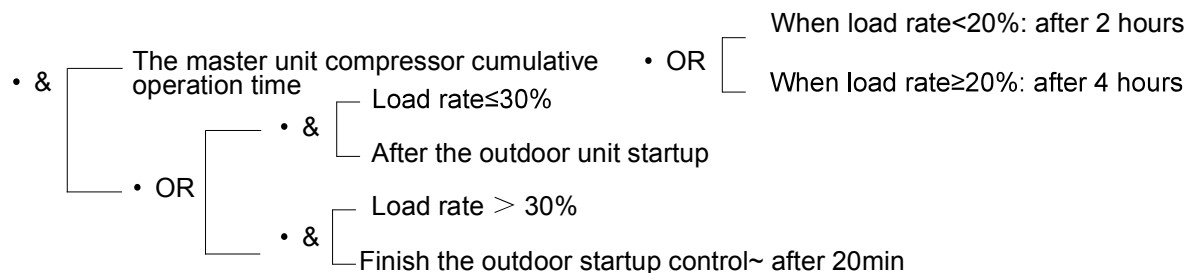 When load rate<20%: after 2 hours
The master unit compressor cumulative
operation time
• OR
• &
When load rate≥20%: after 4 hours
Load rate≤30%
• &
After the outdoor unit startup
• OR
Load rate > 30%
• &
Finish the outdoor startup control~ after 20min